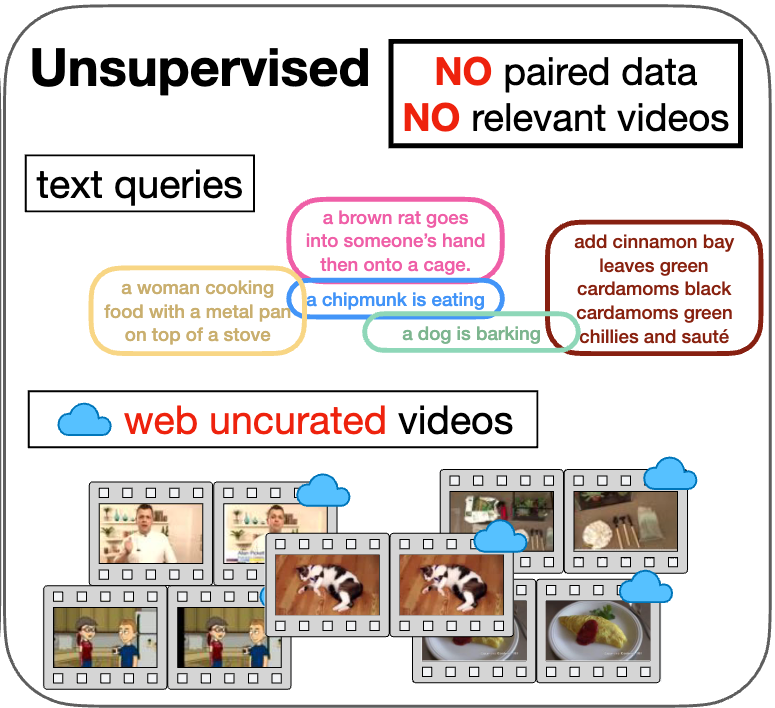 Unsupervised
NO paired data
NO relevant videos
text queries
a brown rat goes
into someone's hand
then onto a cage.
a woman cooking
food with a metal pan
on top of a stove
a chipmunk is eating
a dog is barking
add cinnamon bay
leaves green
cardamoms black
cardamoms green
chillies and sauté
web uncurated videos